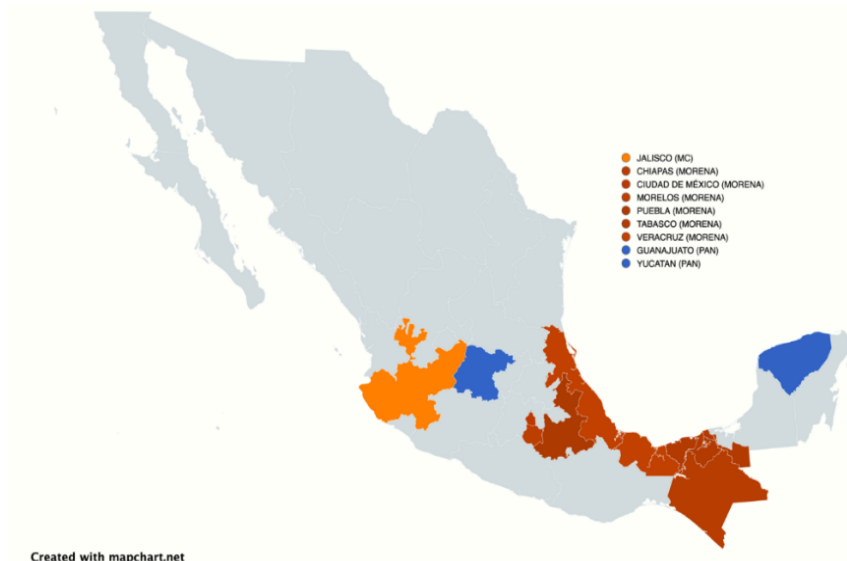 JALISCO (MC)
CHIAPAS (MORENA)
CIUDAD DE MÉXICO (MORENA)
MORELOS (MORENA)
PUEBLA (MORENA)
TABASCO (MORENA)
VERACRUZ (MORENA)
GUANAJUATO (PAN)
YUCATAN (PAN)
Created with mapchart.net